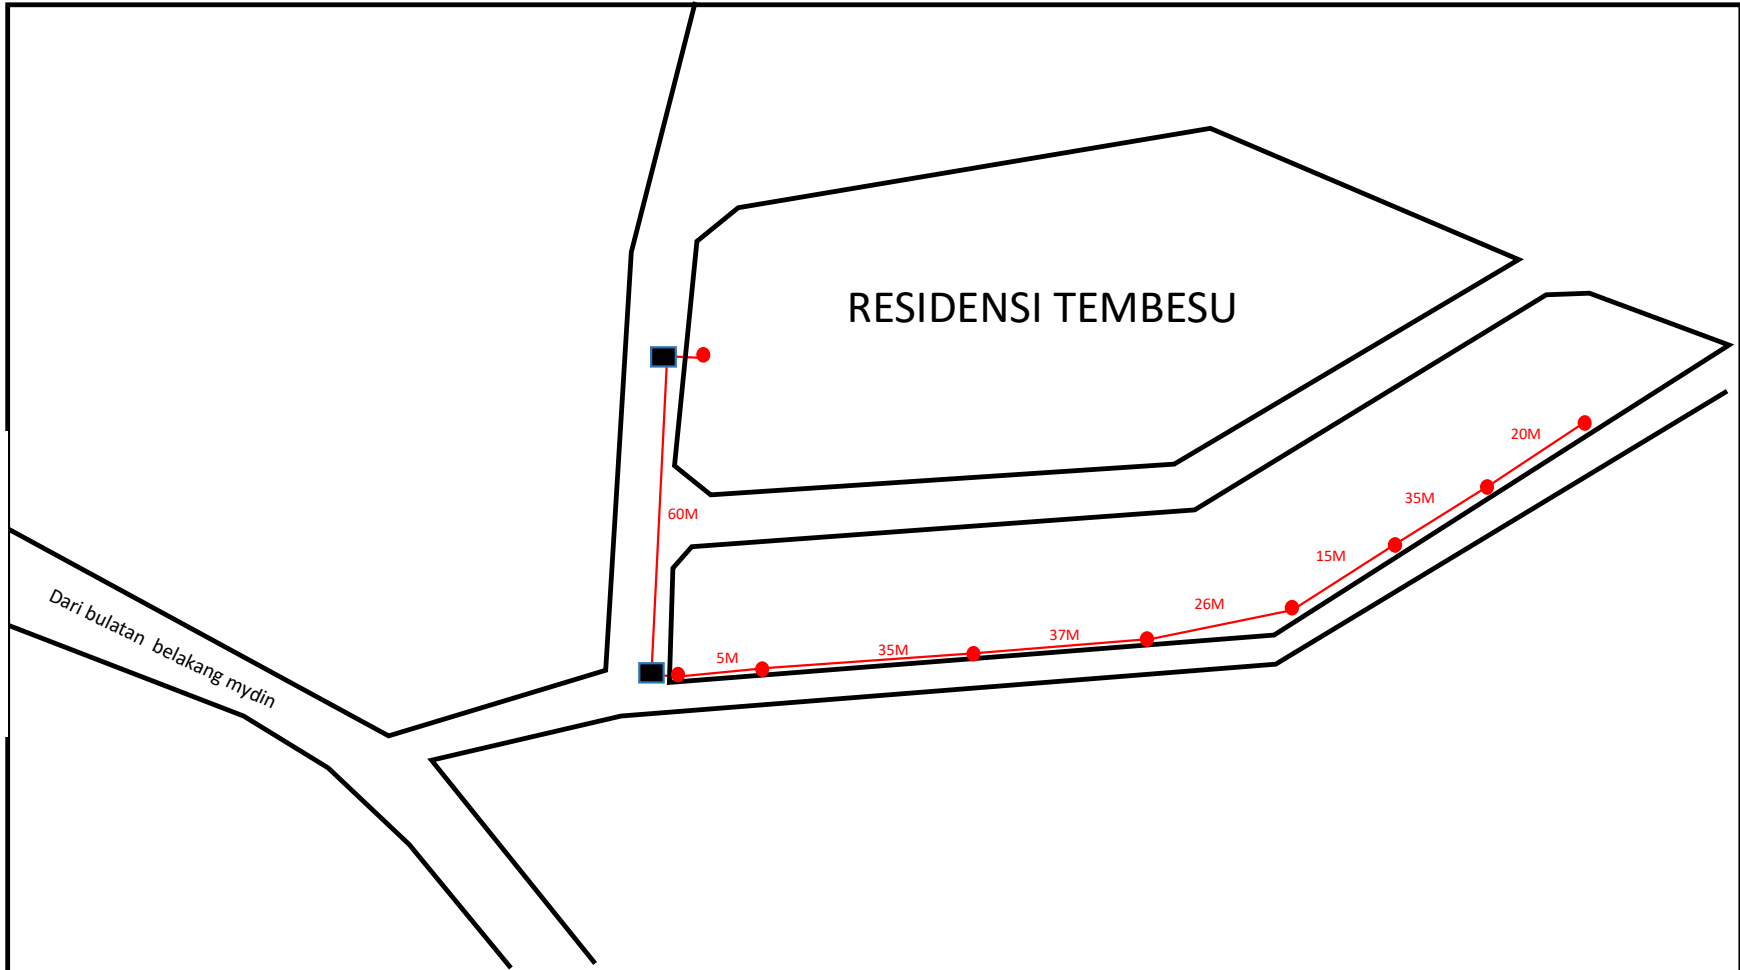 RESIDENSI TEMBESU
20M
35M
60M
15M
26M
37M
35M
5M
Dari bulatan belakang mydin